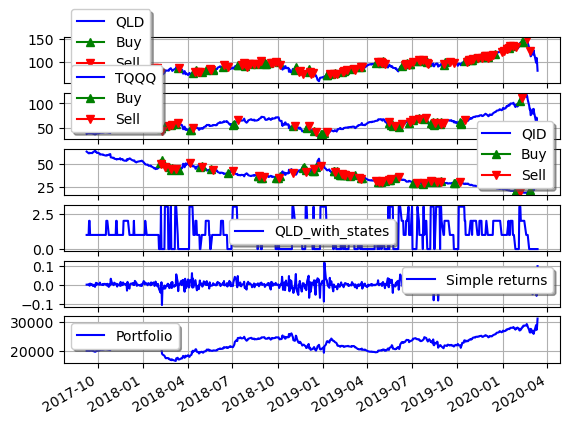 QLD
Buy
Sell
150
100
TQQQ
Buy
Sell
100
50
QID
Buy
Sell
50
25
2.5
0.0
QLD_with_states
0.1
0.0
−0.1
Simple returns
30000
20000
Portfolio
2017-10
2018-01
2018-04
2018-07
2018-10
2019-01
2019-04
2019-07
2019-10
2020-01
2020-04